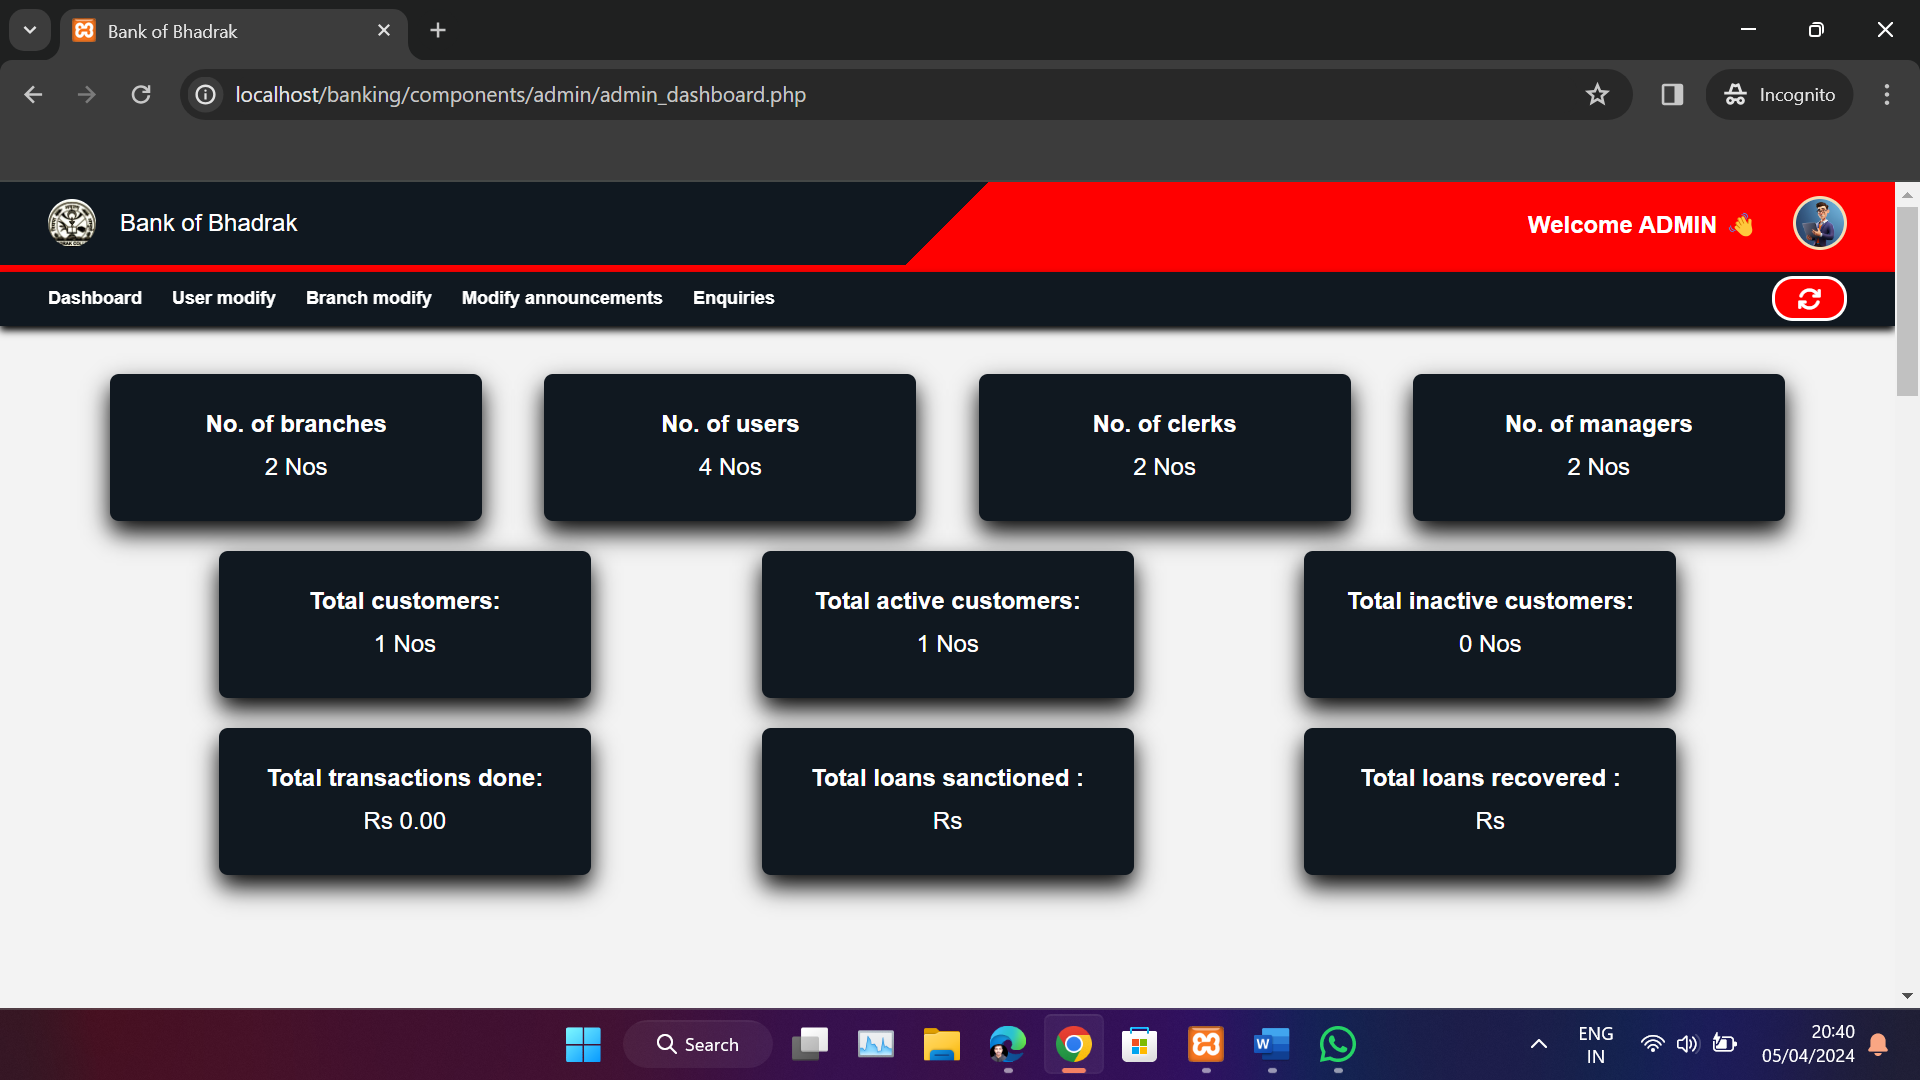 Bank of Bhadrak
localhost/banking/components/admin/admin_dashboard.php
Incognito
Bank of Bhadrak
Welcome ADMIN 👋
Dashboard User modify Branch modify Modify announcements Enquiries
No. of branches
2 Nos
No. of users
4 Nos
No. of clerks
2 Nos
No. of managers
2 Nos
Total customers:
1 Nos
Total active customers:
1 Nos
Total inactive customers:
0 Nos
Total transactions done:
Rs 0.00
Total loans sanctioned :
Rs
Total loans recovered :
Rs
Search
ENG
IN
20:40
05/04/2024